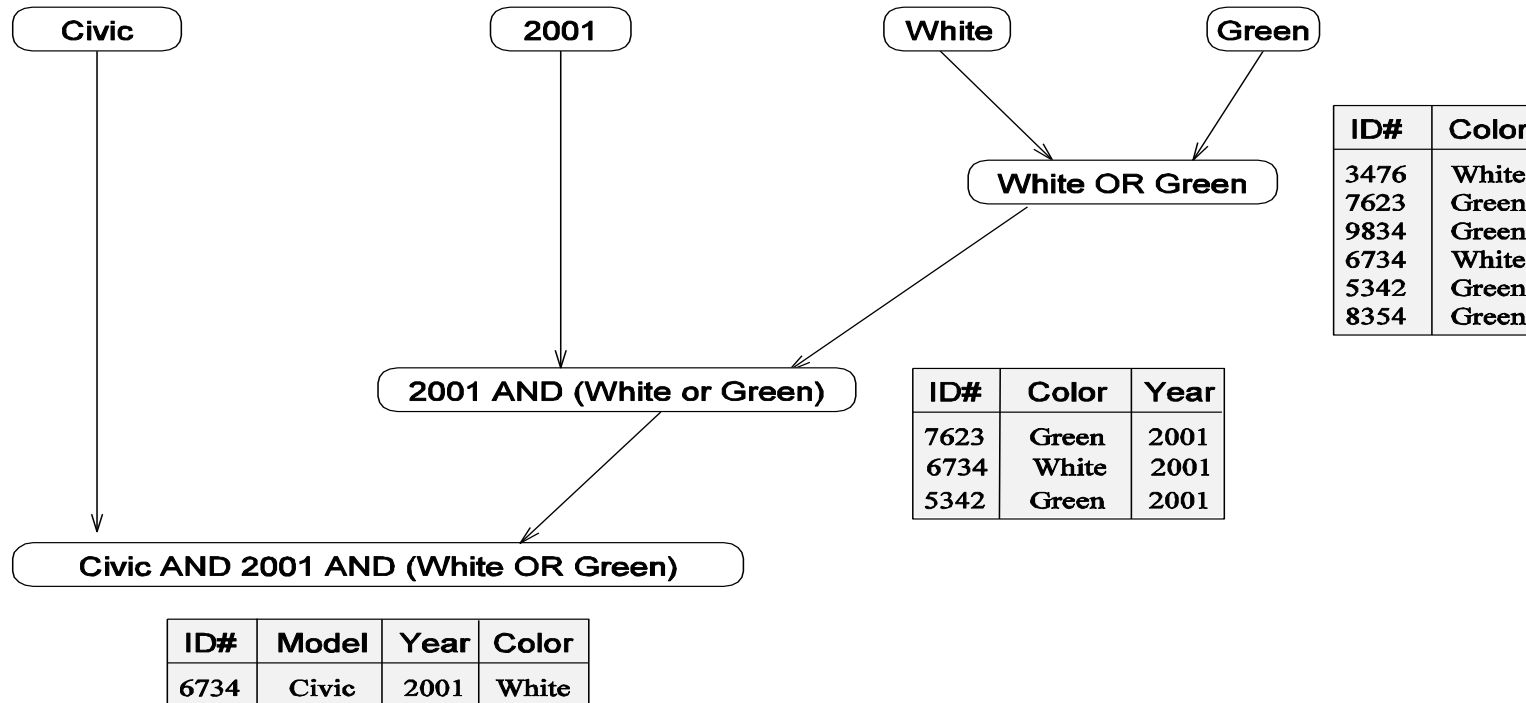 Civic
2001
White
Green
White OR Green
ID# Color
3476 White
7623 Green
9834 Green
6734 White
5342 Green
8354 Green
2001 AND (White or Green)
ID# Color Year
7623 Green 2001
6734 White 2001
5342 Green 2001
Civic AND 2001 AND (White OR Green)
ID# Model Year Color
6734 Civic 2001 White